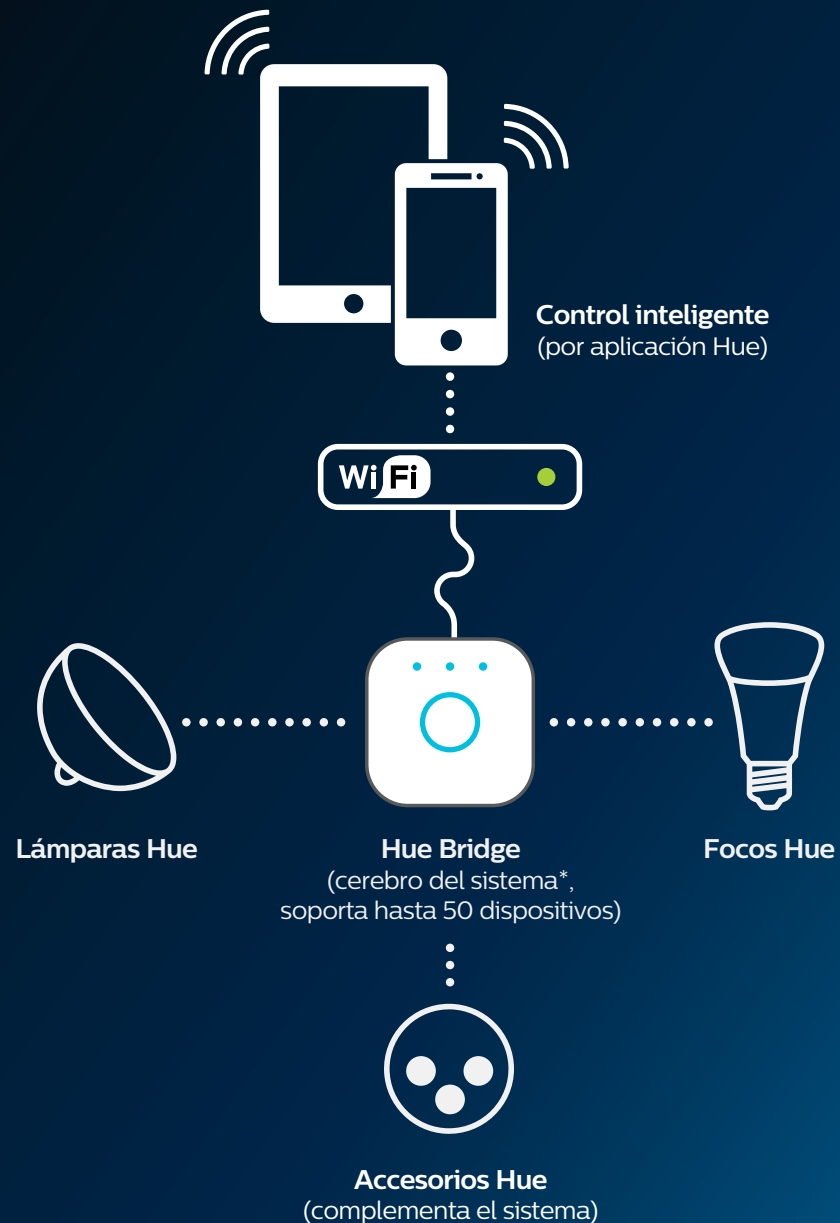 Control inteligente
(por aplicación Hue)
WiFi
Lámparas Hue
Hue Bridge
(cerebro del sistema*,
soporta hasta 50 dispositivos)
Focos Hue
Accesorios Hue
(complementa el sistema)